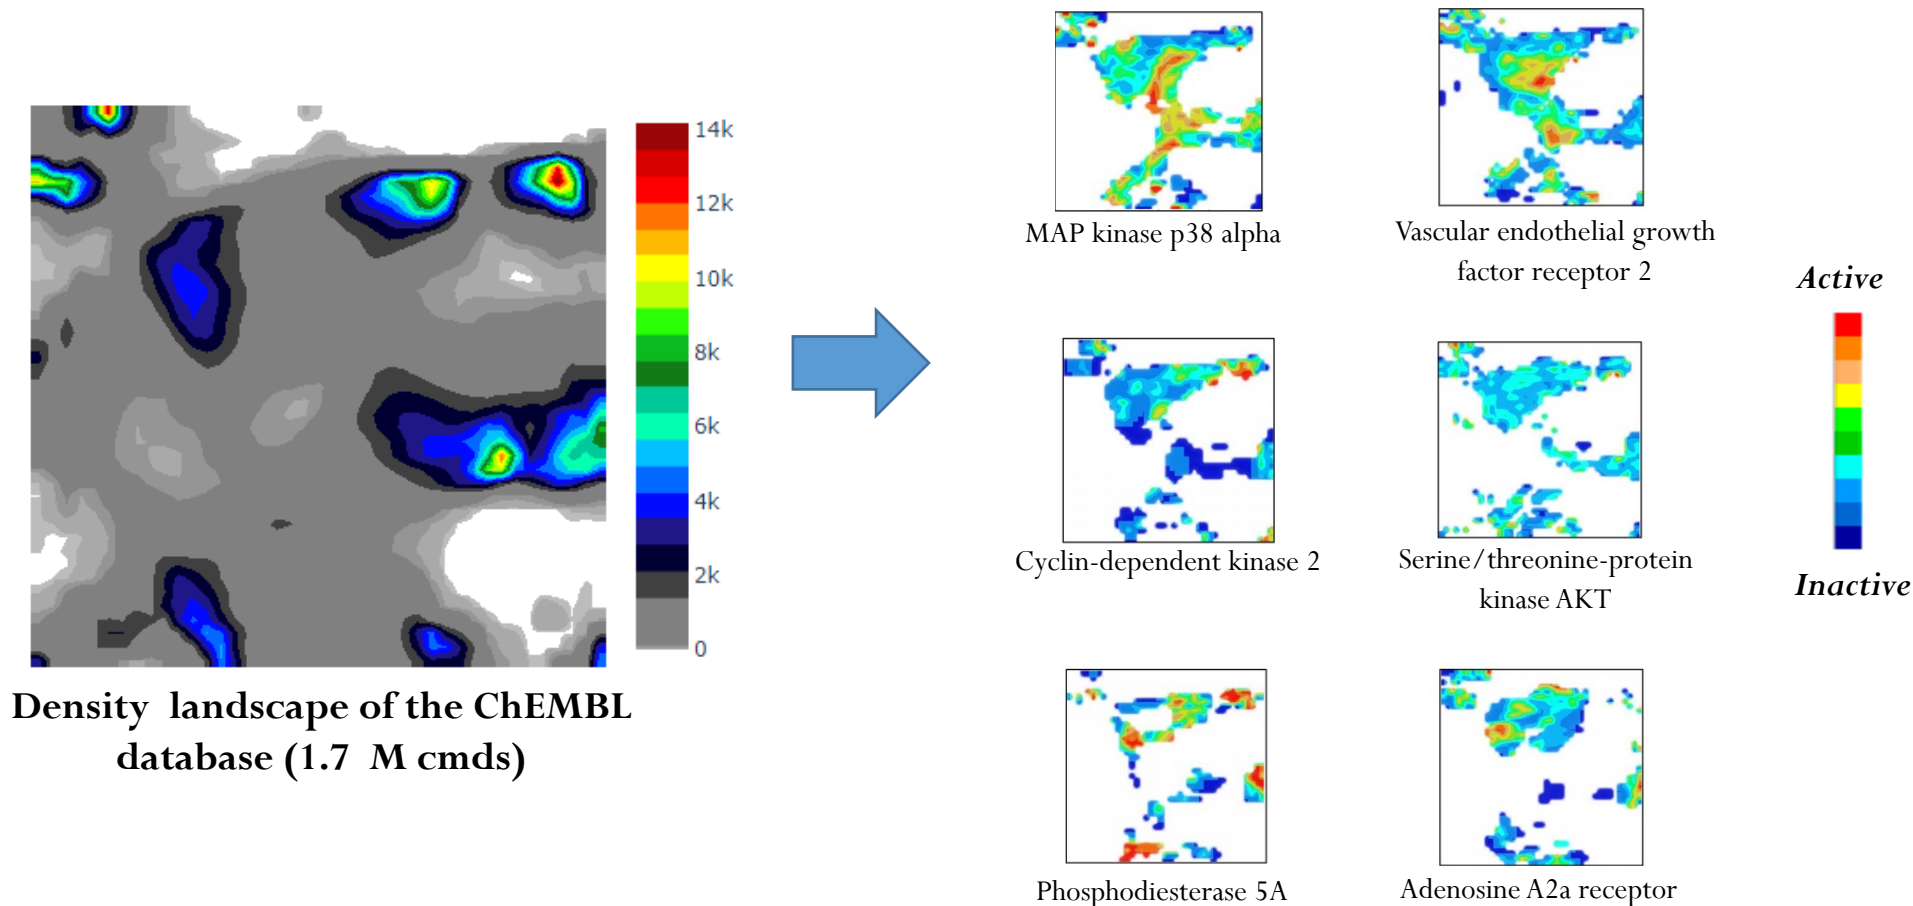 14k
12k
10k
8k
6k
4k
2k
0
Density landscape of the ChEMBL
database (1.7 M cmds)
MAP kinase p38 alpha
Vascular endothelial growth
factor receptor 2
Cyclin-dependent kinase 2
Serine/threonine-protein
kinase AKT
Phosphodiesterase 5A
Adenosine A2a receptor
Active
Inactive